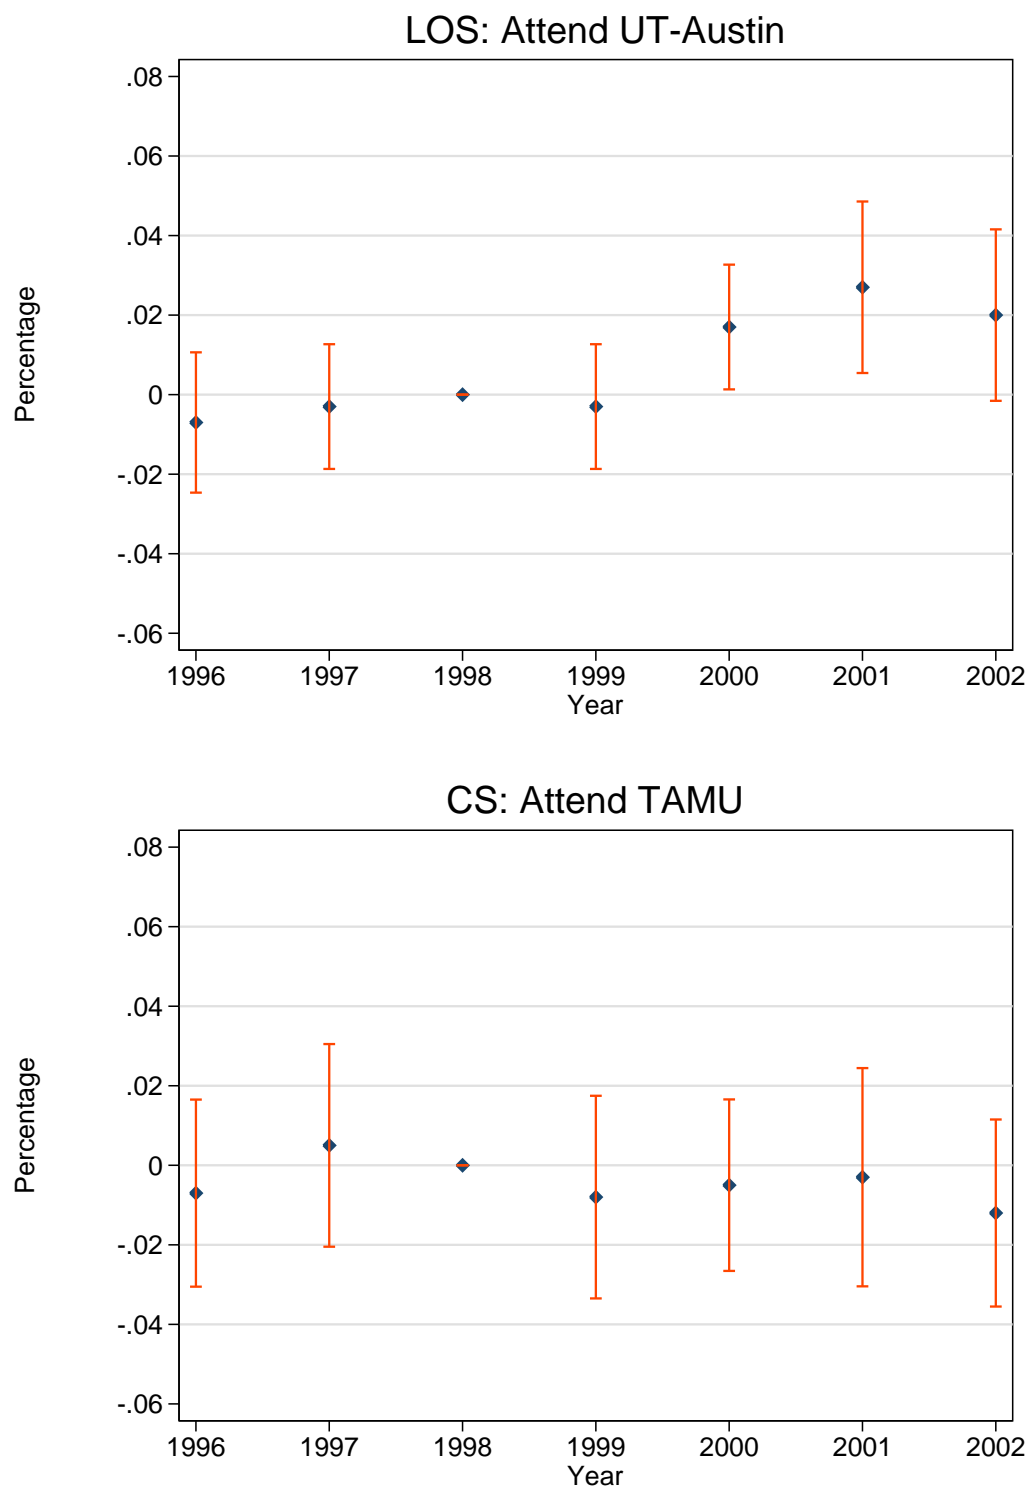 LOS: Attend UT-Austin
Percentage
.08
.06
.04
.02
0
-.02
-.04
-.06
1996 1997 1998 1999 2000 2001 2002
Year
CS: Attend TAMU
Percentage
.08
.06
.04
.02
0
-.02
-.04
-.06
1996 1997 1998 1999 2000 2001 2002
Year